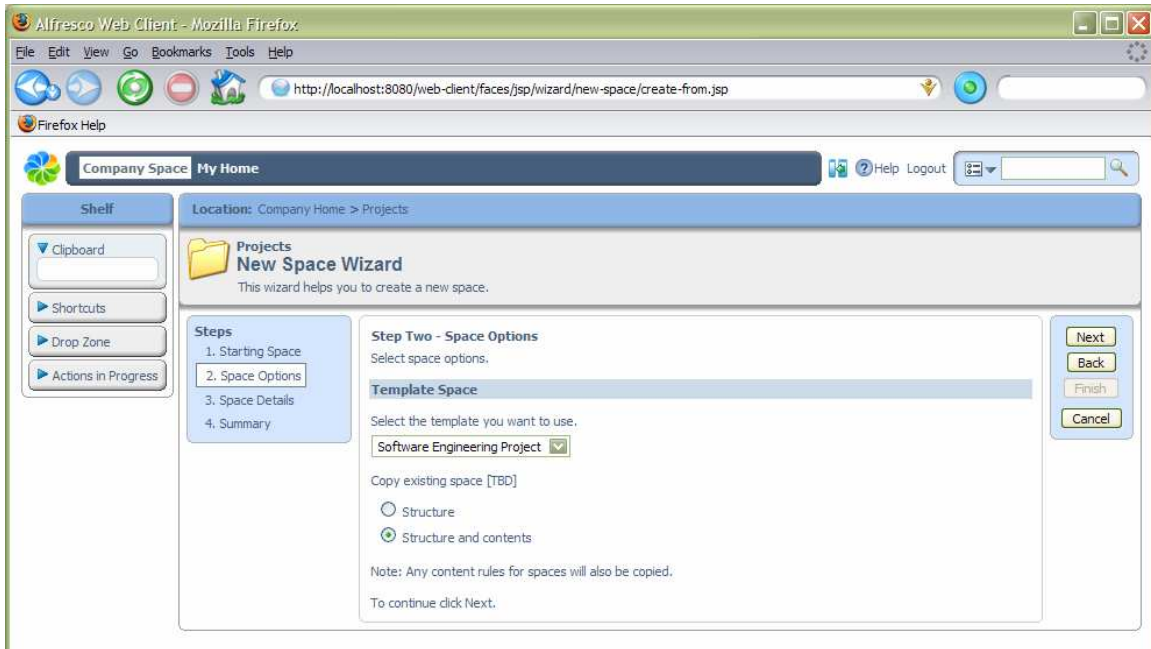 Alfresco Web Client - Mozilla Firefox
File Edit View Go Bookmarks Tools Help
http://localhost:8080/web-client/faces/jsp/wizard/new-space/create-from.jsp
Firefox Help
Company Space My Home Help Logout
Shelf
Location: Company Home > Projects
Clipboard
Shortcuts
Drop Zone
Actions in Progress
Projects
New Space Wizard
This wizard helps you to create a new space.
Steps
1. Starting Space
2. Space Options
3. Space Details
4. Summary
Step Two - Space Options
Select space options.
Template Space
Select the template you want to use.
Software Engineering Project
Copy existing space [TBD]
Structure
Structure and contents
Note: Any content rules for spaces will also be copied.
To continue click Next.
Next
Back
Finish
Cancel